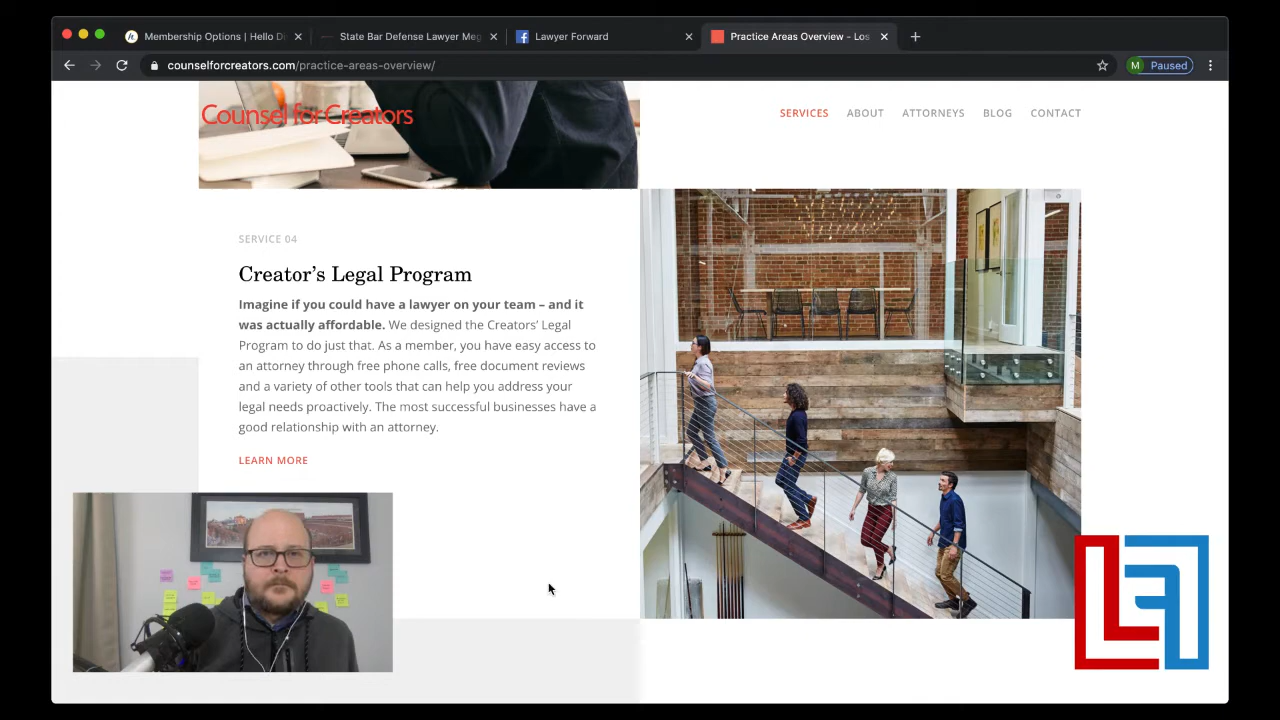 Membership Options | Hello Di
State Bar Defense Lawyer Meg
Lawyer Forward
Practice Areas Overview - Los
counselforcreators.com/practice-areas-overview/
M Paused
Counsel for Creators
SERVICES ABOUT ATTORNEYS BLOG CONTACT
SERVICE 04
Creator’s Legal Program
Imagine if you could have a lawyer on your team – and it
was actually affordable. We designed the Creators’ Legal
Program to do just that. As a member, you have easy access to
an attorney through free phone calls, free document reviews
and a variety of other tools that can help you address your
legal needs proactively. The most successful businesses have a
good relationship with an attorney.
LEARN MORE
LF